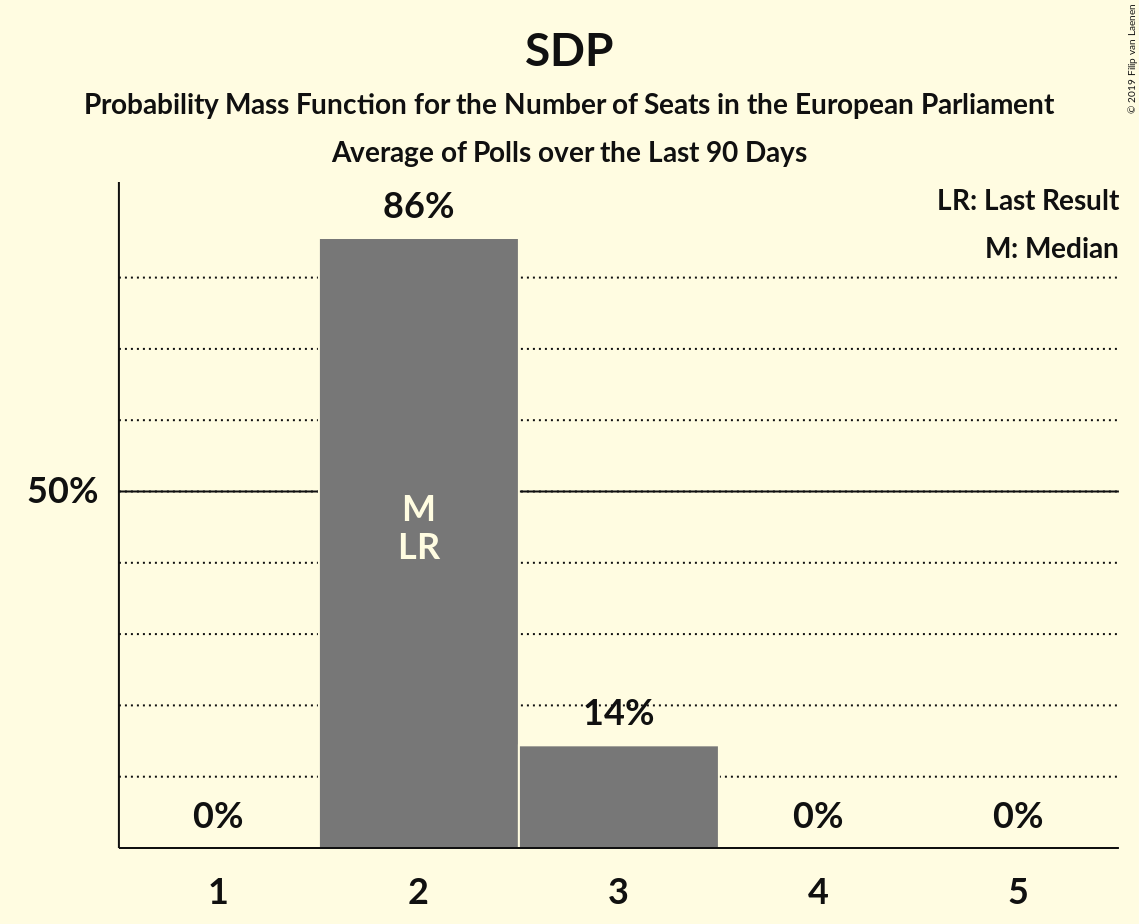 SDP
Probability Mass Function for the Number of Seats in the European Parliament
Average of Polls over the Last 90 Days
© 2019 Filip van Laenen
LR: Last Result
M: Median
86%
50%
M
LR
14%
0%
0%
0%
1
2
3
4
5